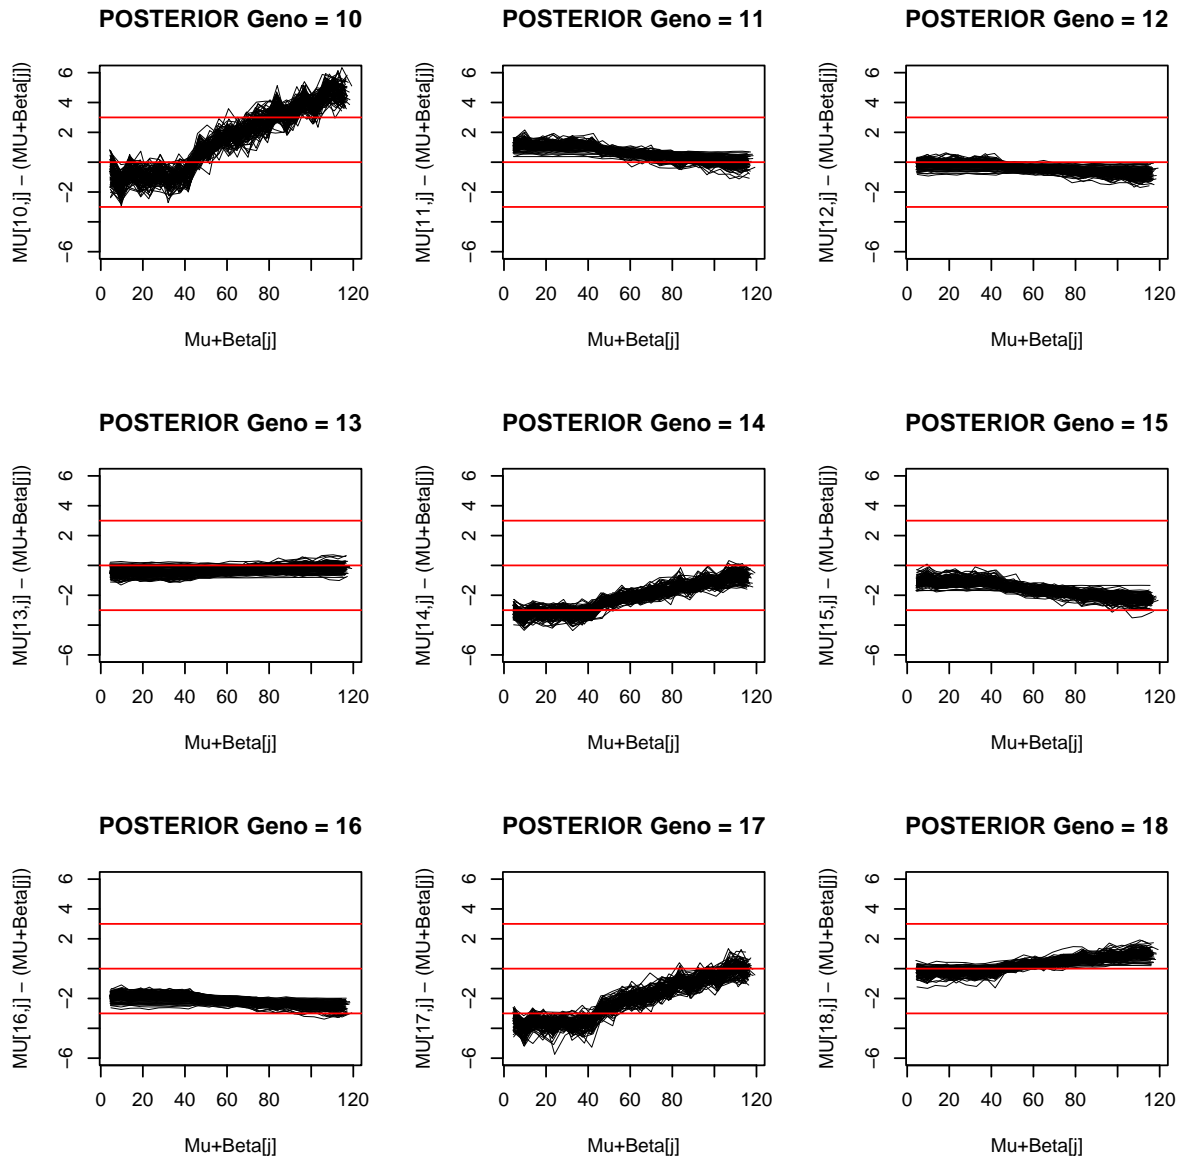 POSTERIOR Geno = 10
MU[10,j] − (MU+Beta[j])
6
4
2
−2
−6
0 20 40 60 80 120
Mu+Beta[j]
POSTERIOR Geno = 11
MU[11,j] − (MU+Beta[j])
6
4
2
−2
−6
0 20 40 60 80 120
Mu+Beta[j]
POSTERIOR Geno = 12
MU[12,j] − (MU+Beta[j])
6
4
2
−2
−6
0 20 40 60 80 120
Mu+Beta[j]
POSTERIOR Geno = 13
MU[13,j] − (MU+Beta[j])
6
4
2
−2
−6
0 20 40 60 80 120
Mu+Beta[j]
POSTERIOR Geno = 14
MU[14,j] − (MU+Beta[j])
6
4
2
−2
−6
0 20 40 60 80 120
Mu+Beta[j]
POSTERIOR Geno = 15
MU[15,j] − (MU+Beta[j])
6
4
2
−2
−6
0 20 40 60 80 120
Mu+Beta[j]
POSTERIOR Geno = 16
MU[16,j] − (MU+Beta[j])
6
4
2
−2
−6
0 20 40 60 80 120
Mu+Beta[j]
POSTERIOR Geno = 17
MU[17,j] − (MU+Beta[j])
6
4
2
−2
−6
0 20 40 60 80 120
Mu+Beta[j]
POSTERIOR Geno = 18
MU[18,j] − (MU+Beta[j])
6
4
2
−2
−6
0 20 40 60 80 120
Mu+Beta[j]